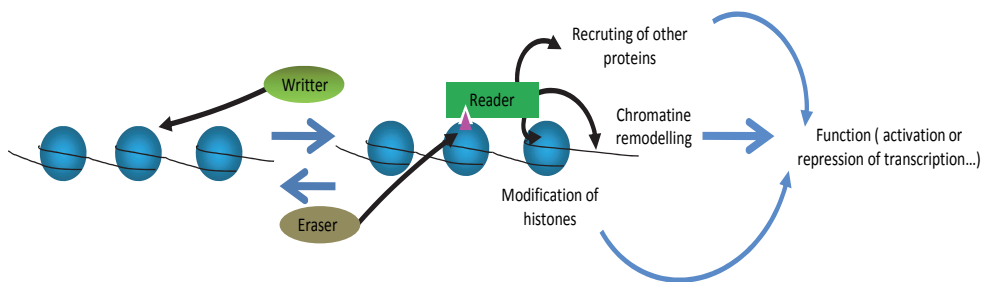 Writter
Eraser
Reader
Recruting of other
proteins
Chromatine
remodelling
Modification of
histones
Function ( activation or
repression of transcription...)